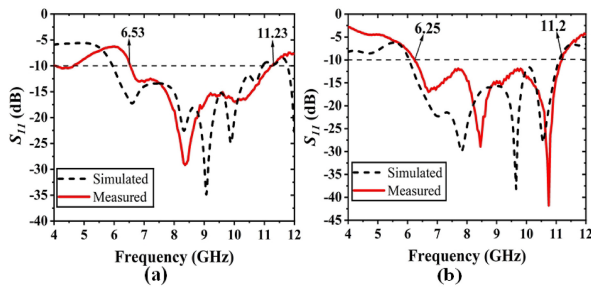 6.53
11.23
0
-5
-10
-15
-20
-25
-30
-35
-40
S11 (dB)
Simulated
Measured
4 5 6 7 8 9 10 11 12
Frequency (GHz)
(a)
6.25
11.2
0
-5
-10
-15
-20
-25
-30
-35
-40
-45
S11 (dB)
Simulated
Measured
4 5 6 7 8 9 10 11 12
Frequency (GHz)
(b)